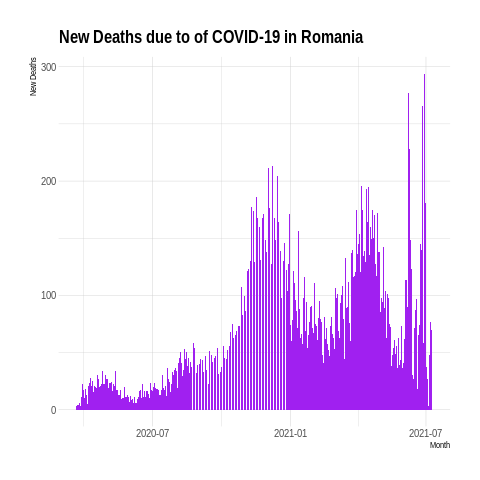 New Deaths due to of COVID-19 in Romania
New Deaths
300
200
100
0
2020-07
2021-01
2021-07
Month